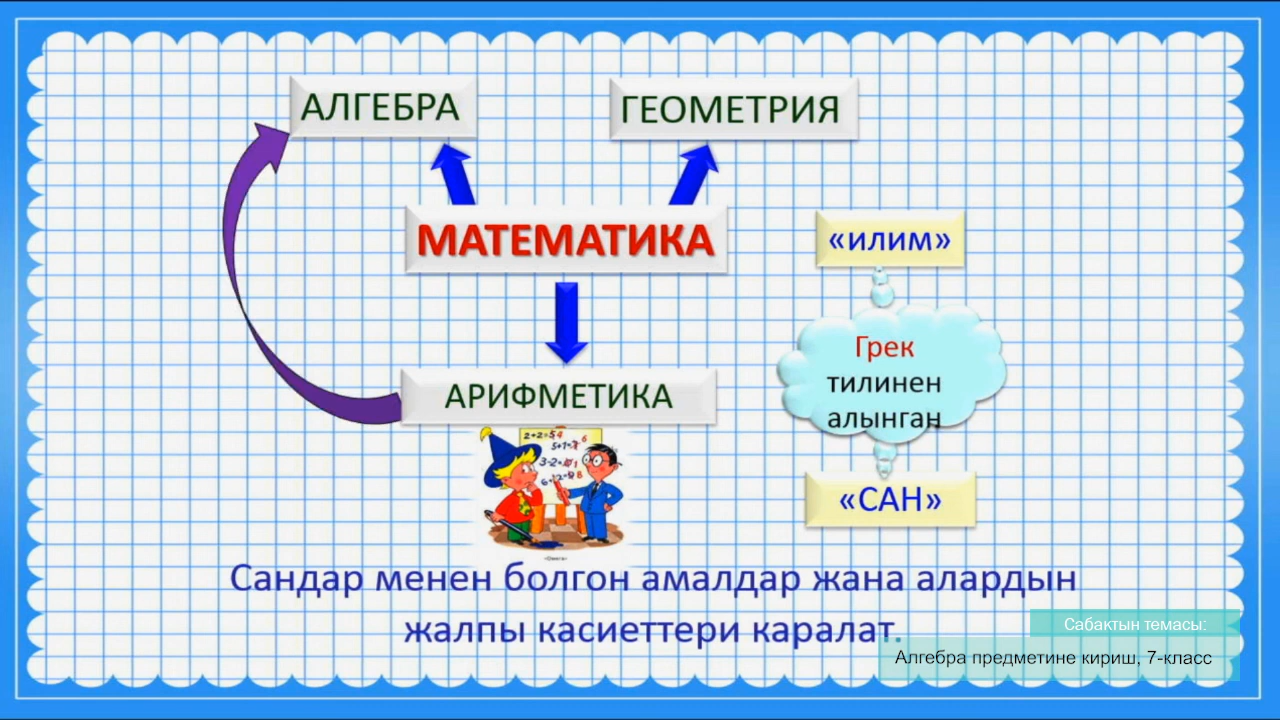 АЛГЕБРА
ГЕОМЕТРИЯ
МАТЕМАТИКА
«илим»
Грек
тилинен
алынган
АРИФМЕТИКА
«САН»
Сандар менен болгон амалдар жана алардын
жалпы касиеттери каралат.
Сабактын темасы:
Алгебра предметине кириш, 7-класс